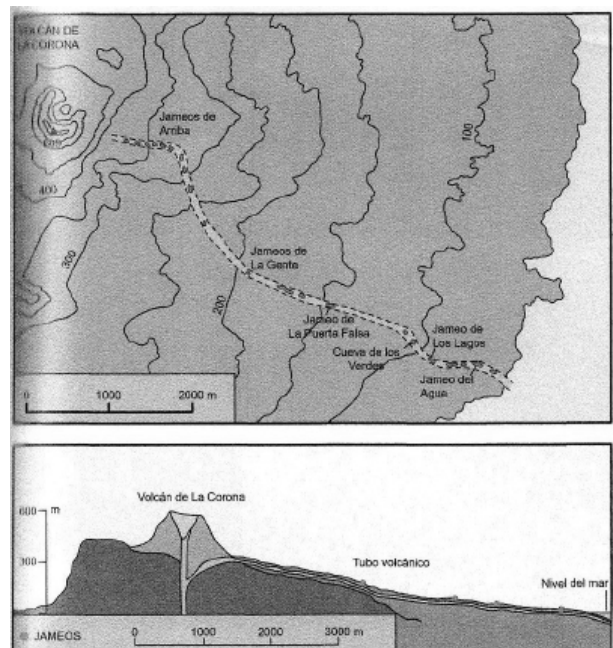 VOLCÁN DE
LA CORONA
600
400
300
Jameos de
Arriba
100
Jameos de
La Gente
200
Jameo de
La Puerta Falsa
Cueva de los
Verdes
Jameo de
Los Lagos
Jameo del
Agua
0 1000 2000 m
Volcán de La Corona
600 m
300
Tubo volcánico
Nivel del mar
JAMEOS
0 1000 2000 3000 m